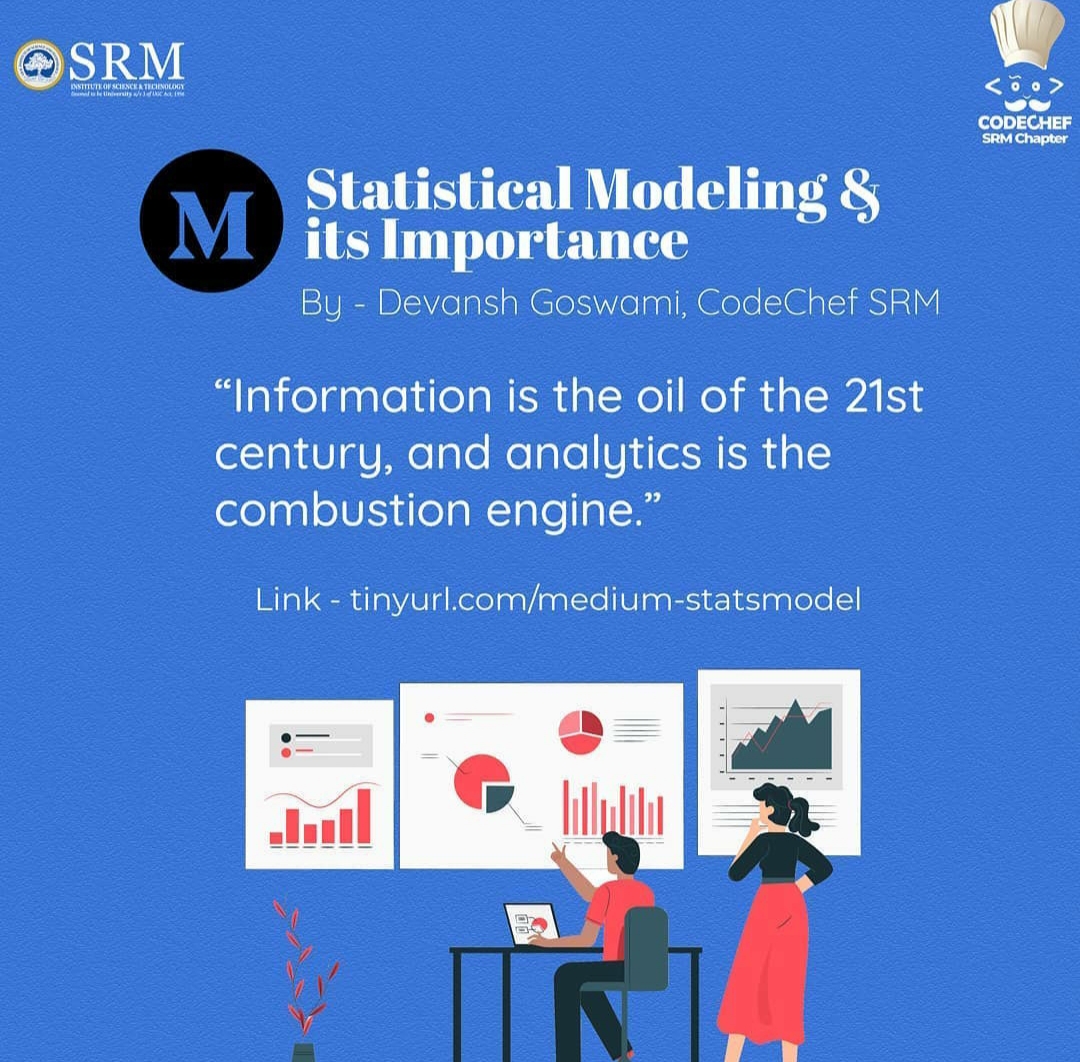 SRM
INSTITUTE OF SCIENCE & TECHNOLOGY
Deemed to be University u/s 3 of UGC Act, 1956
CODECHEF
SRM Chapter
M
Statistical Modeling &
its Importance
By - Devansh Goswami, CodeChef SRM
“Information is the oil of the 21st
century, and analytics is the
combustion engine.”
Link - tinyurl.com/medium-statsmodel